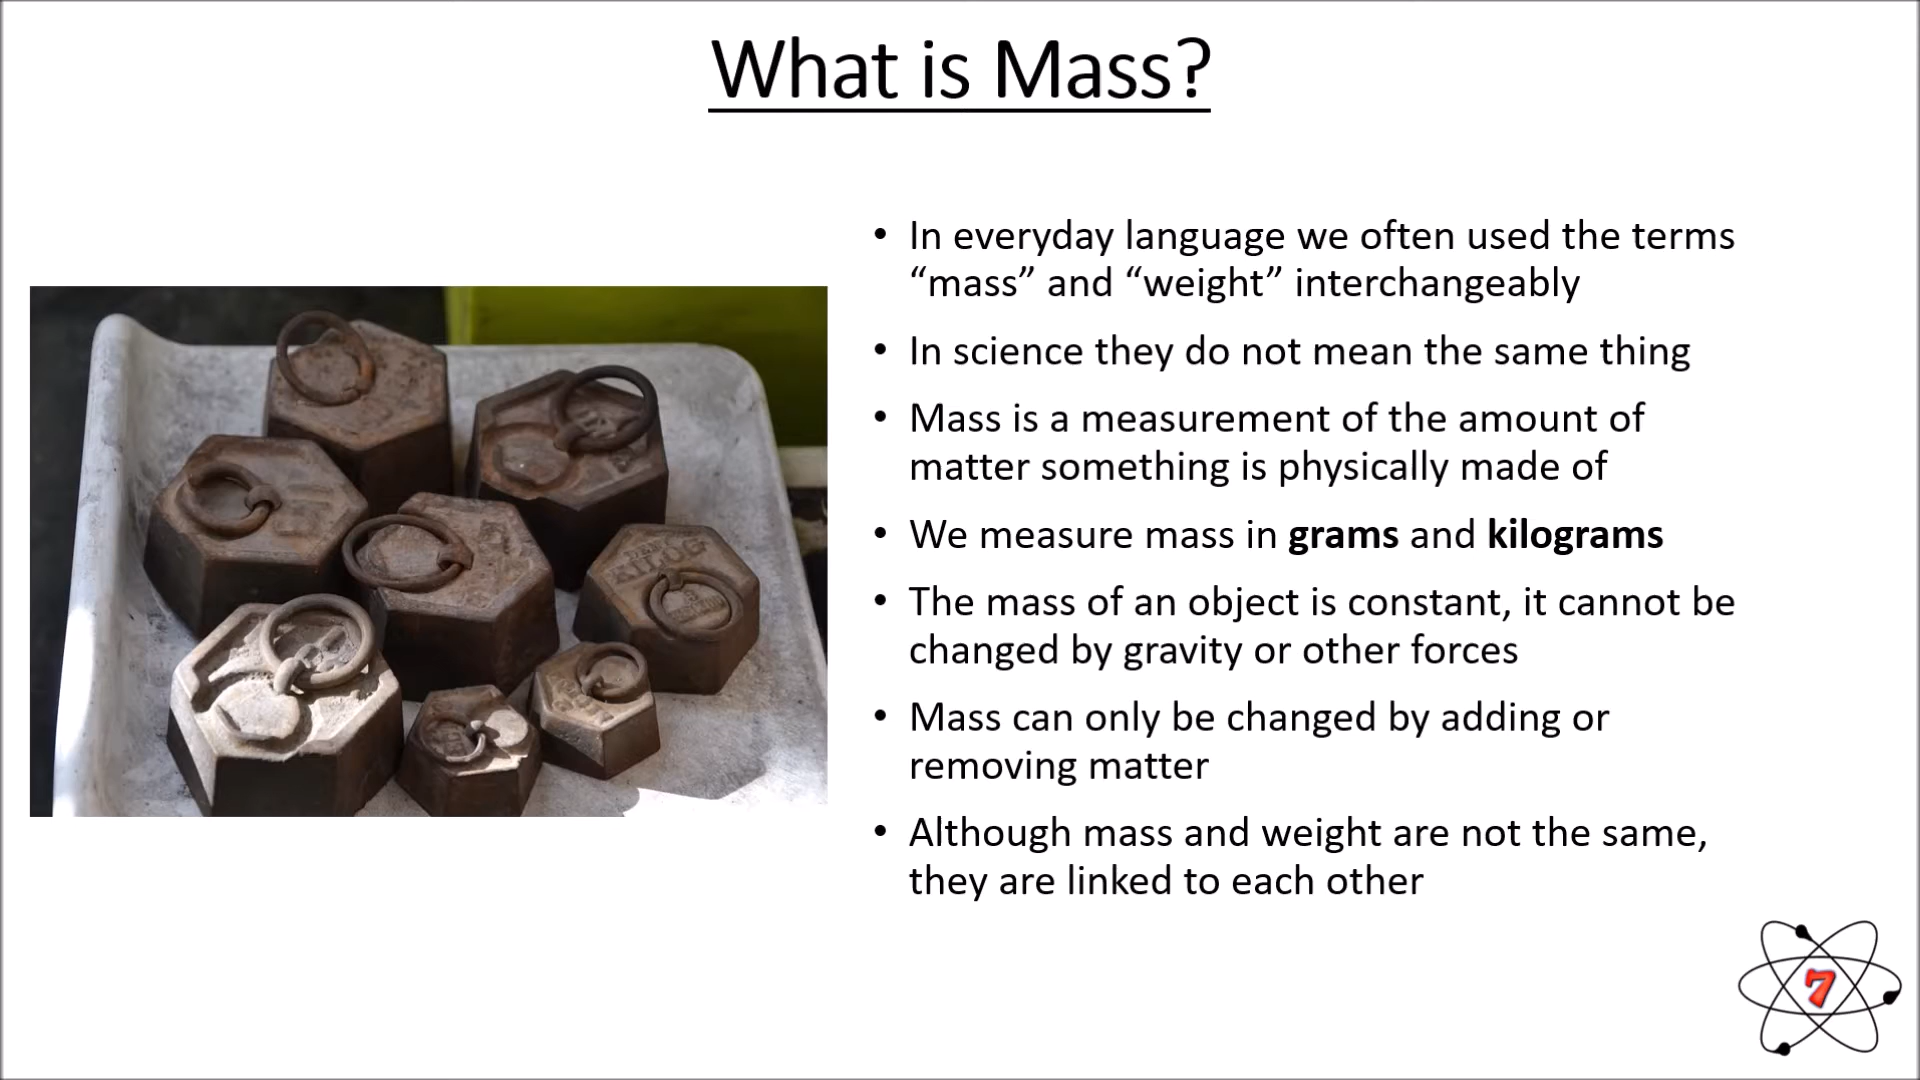 What is Mass?
• In everyday language we often used the terms
“mass” and “weight” interchangeably
• In science they do not mean the same thing
• Mass is a measurement of the amount of
matter something is physically made of
• We measure mass in grams and kilograms
• The mass of an object is constant, it cannot be
changed by gravity or other forces
• Mass can only be changed by adding or
removing matter
• Although mass and weight are not the same,
they are linked to each other
KILOG
7